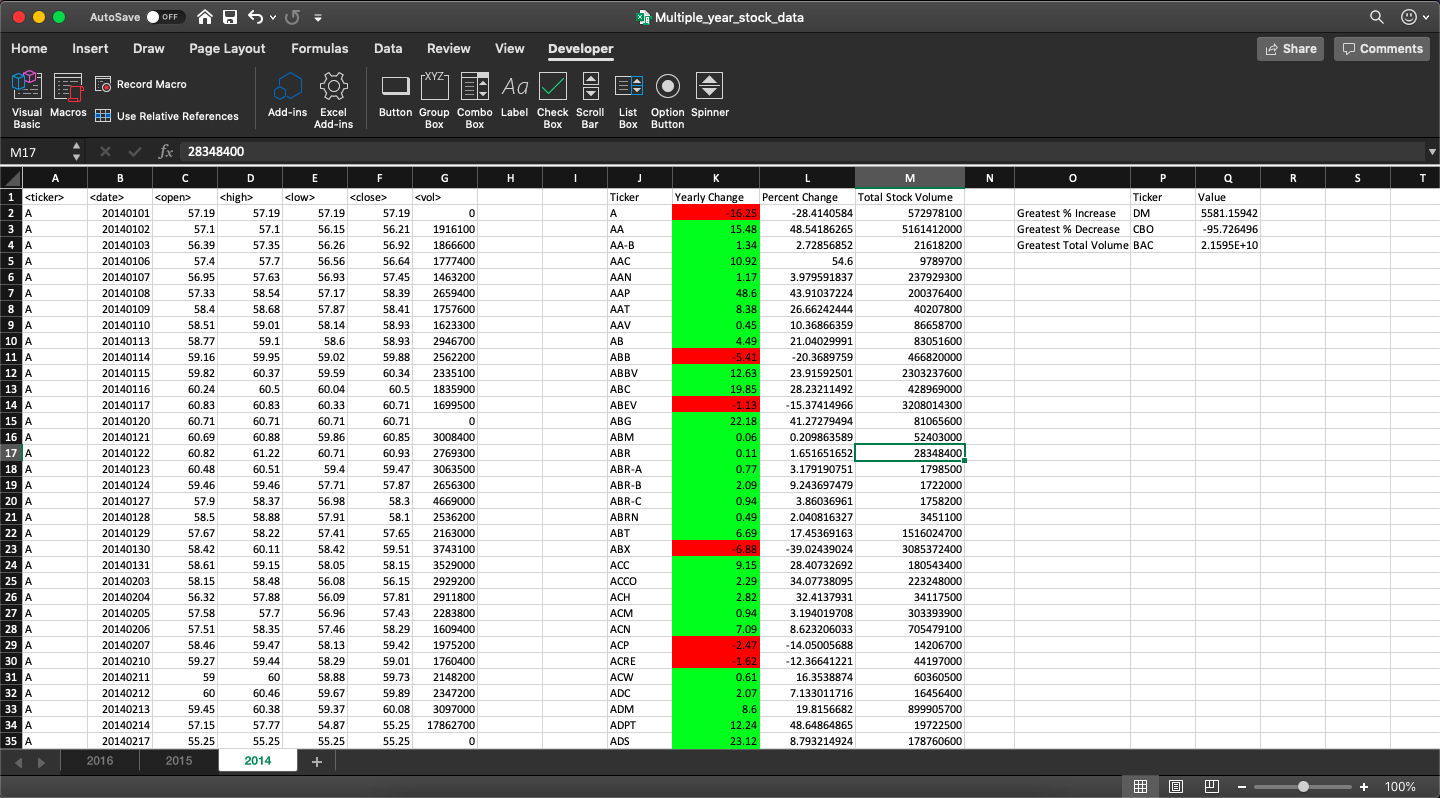 AutoSave OFF Multiple_year_stock_data
Home Insert Draw Page Layout Formulas Data Review View Developer Share Comments
Visual Basic Macros Record Macro Use Relative References Add-ins Excel Add-ins Button Group Box Combo Box Label Check Box Scroll Bar List Box Option Button Spinner
M17 fx 28348400
A B C D E F G H I J K L M N O P Q R S T
1 <ticker> <date> <open> <high> <low> <close> <vol> Ticker Yearly Change Percent Change Total Stock Volume Ticker Value
2 A 20140101 57.19 57.19 57.19 57.19 0 A -16.25 -28.4140584 572978100 Greatest % Increase DM 5581.15942
3 A 20140102 57.1 57.1 56.15 56.21 1916100 AA 15.48 48.54186265 5161412000 Greatest % Decrease CBO -95.726496
4 A 20140103 56.39 57.35 56.26 56.92 1866600 AA-B 1.34 2.72856852 21618200 Greatest Total Volume BAC 2.1595E+10
5 A 20140106 57.4 57.7 56.56 56.64 1777400 AAC 10.92 54.6 9789700
6 A 20140107 56.95 57.63 56.93 57.45 1463200 AAN 1.17 3.979591837 237929300
7 A 20140108 57.33 58.54 57.17 58.39 2659400 AAP 48.6 43.91037224 200376400
8 A 20140109 58.4 58.68 57.87 58.41 1757600 AAT 8.38 26.66242444 40207800
9 A 20140110 58.51 59.01 58.14 58.93 1623300 AAV 0.45 10.36866359 86658700
10 A 20140113 58.77 59.1 58.6 58.93 2946700 AB 4.49 21.04029991 83051600
11 A 20140114 59.16 59.95 59.02 59.88 2562200 ABB -5.41 -20.3689759 466820000
12 A 20140115 59.82 60.37 59.59 60.34 2335100 ABBV 12.63 23.91592501 2303237600
13 A 20140116 60.24 60.5 60.04 60.5 1835900 ABC 19.85 28.23211492 428969000
14 A 20140117 60.83 60.83 60.33 60.71 1699500 ABEV -1.13 -15.37414966 3208014300
15 A 20140120 60.71 60.71 60.71 60.71 0 ABG 22.18 41.27279494 81065600
16 A 20140121 60.69 60.88 59.86 60.85 3008400 ABM 0.06 0.209863589 52403000
17 A 20140122 60.82 61.22 60.71 60.93 2769300 ABR 0.11 1.651651652 28348400
18 A 20140123 60.48 60.51 59.4 59.47 3063500 ABR-A 0.77 3.179190751 1798500
19 A 20140124 59.46 59.46 57.71 57.87 2656300 ABR-B 2.09 9.243697479 1722000
20 A 20140127 57.9 58.37 56.98 58.3 4669000 ABR-C 0.94 3.86036961 1758200
21 A 20140128 58.5 58.88 57.91 58.1 2536200 ABRN 0.49 2.040816327 3451100
22 A 20140129 57.67 58.22 57.41 57.65 2163000 ABT 6.69 17.45369163 1516024700
23 A 20140130 58.42 60.11 58.42 59.51 3743100 ABX -6.88 -39.02439024 3085372400
24 A 20140131 58.61 59.15 58.05 58.15 3529000 ACC 9.15 28.40732692 180543400
25 A 20140203 58.15 58.48 56.08 56.15 2929200 ACCO 2.29 34.07738095 223248000
26 A 20140204 56.32 57.88 56.09 57.81 2911800 ACH 2.82 32.4137931 34117500
27 A 20140205 57.58 57.7 56.96 57.43 2283800 ACM 0.94 3.194019708 303393900
28 A 20140206 57.51 58.35 57.46 58.29 1609400 ACN 7.09 8.623206033 705479100
29 A 20140207 58.46 59.47 58.13 59.42 1975200 ACP -2.47 -14.05005688 14206700
30 A 20140210 59.27 59.44 58.29 59.01 1760400 ACRE -1.62 -12.36641221 44197000
31 A 20140211 59 60 58.88 59.73 2148200 ACW 0.61 16.3538874 60360500
32 A 20140212 60 60.46 59.67 59.89 2347200 ADC 2.07 7.133011716 16456400
33 A 20140213 59.45 60.38 59.37 60.08 3097000 ADM 8.6 19.8156682 899905700
34 A 20140214 57.15 57.77 54.87 55.25 17862700 ADPT 12.24 48.64864865 19722500
35 A 20140217 55.25 55.25 55.25 55.25 0 ADS 23.12 8.793214924 178760600
2016 2015 2014 +
− + 100%